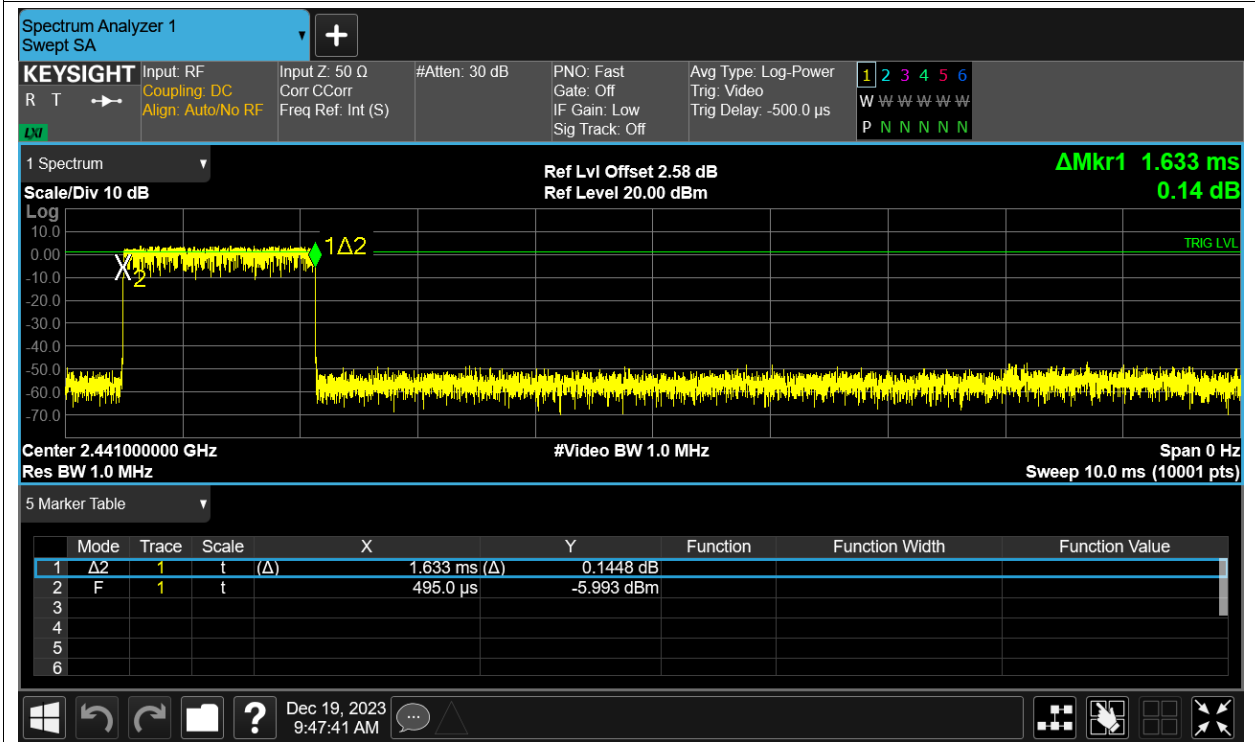 Spectrum Analyzer 1
Swept SA
+
KEYSIGHT Input: RF Input Z: 50 Ω #Atten: 30 dB PNO: Fast Avg Type: Log-Power 1 2 3 4 5 6
R T Coupling: DC Corr CCorr Gate: Off Trig: Video W W W W W W
Align: Auto/No RF Freq Ref: Int (S) IF Gain: Low Trig Delay: -500.0 µs
LXI Sig Track: Off P N N N N N
1 Spectrum Ref Lvl Offset 2.58 dB ΔMkr1 1.633 ms
Scale/Div 10 dB Ref Level 20.00 dBm 0.14 dB
Log
10.0
0.00 1Δ2 TRIG LVL
-10.0 2
-20.0
-30.0
-40.0
-50.0
-60.0
-70.0
Center 2.441000000 GHz #Video BW 1.0 MHz Span 0 Hz
Res BW 1.0 MHz Sweep 10.0 ms (10001 pts)
5 Marker Table
Mode Trace Scale X Y Function Function Width Function Value
1 Δ2 1 t (Δ) 1.633 ms (Δ) 0.1448 dB
2 F 1 t 495.0 µs -5.993 dBm
3
4
5
6
? Dec 19, 2023
9:47:41 AM